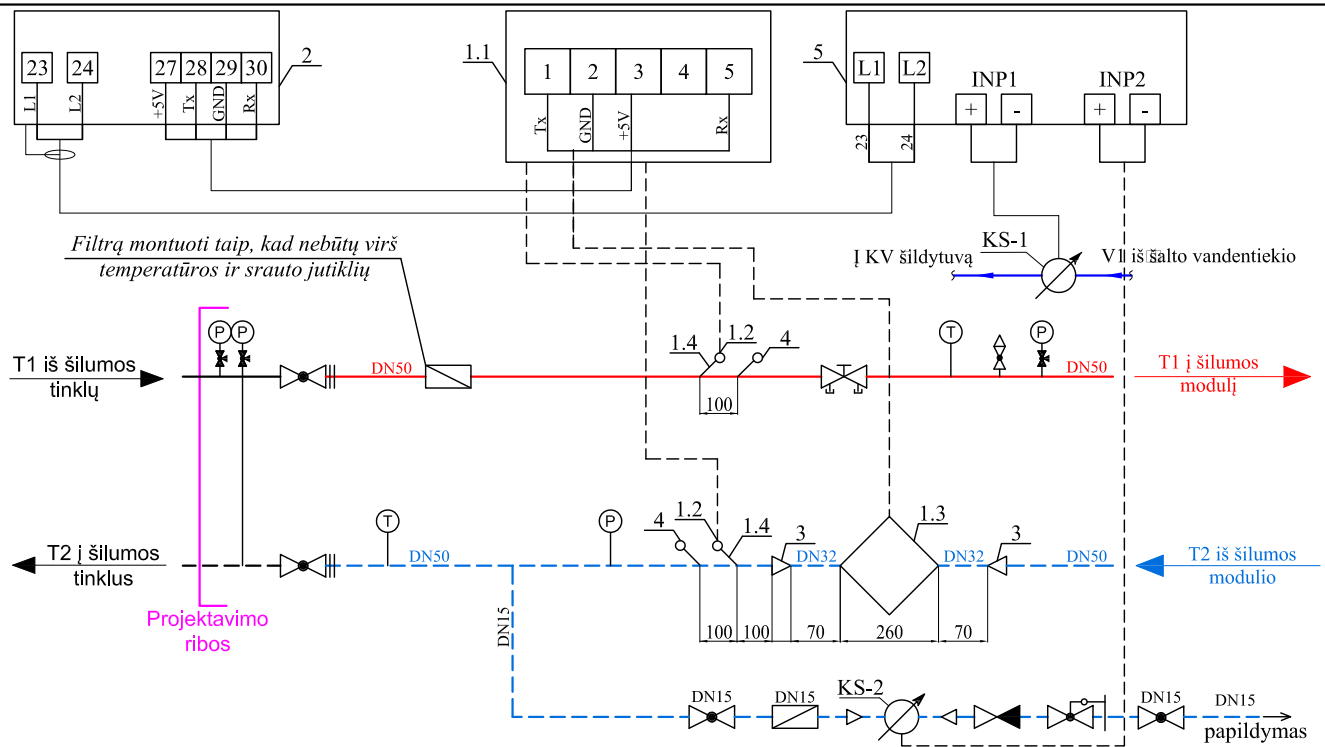 23 24 27 28 29 30 2
L1 L2 +5V Tx GND Rx
1.1 1 2 3 4 5
Tx GND +5V Rx
5 L1 L2 INP1 INP2
+ - + -
23 24
Filtrą montuoti taip, kad nebūtų virš
temperatūros ir srauto jutiklių
KS-1
Į KV šildytuvą
V1 iš šalto vandentiekio
P P
T1 iš šilumos
tinklų
DN50
1.4 1.2 4
100
T P
DN50
T1 į šilumos
modulį
T2 į šilumos
tinklus
T
DN50
P
4 1.2 1.4
3
DN32
1.3
DN32
3
DN50
T2 iš šilumos
modulio
100 100 70 260 70
Projektavimo
ribos
DN15
DN15 DN15 KS-2 DN15 DN15
papildymas